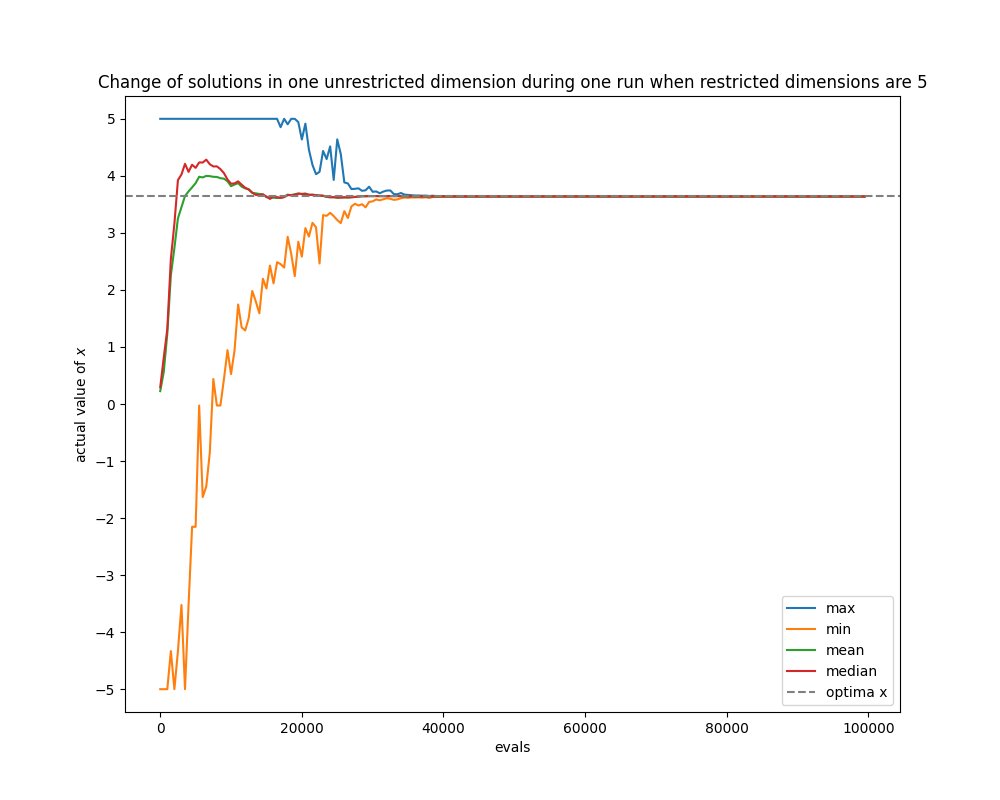 Change of solutions in one unrestricted dimension during one run when restricted dimensions are 5
5
4
3
2
1
0
−1
−2
−3
−4
−5
actual value of x
0
20000
40000
60000
80000
100000
evals
max
min
mean
median
optima x